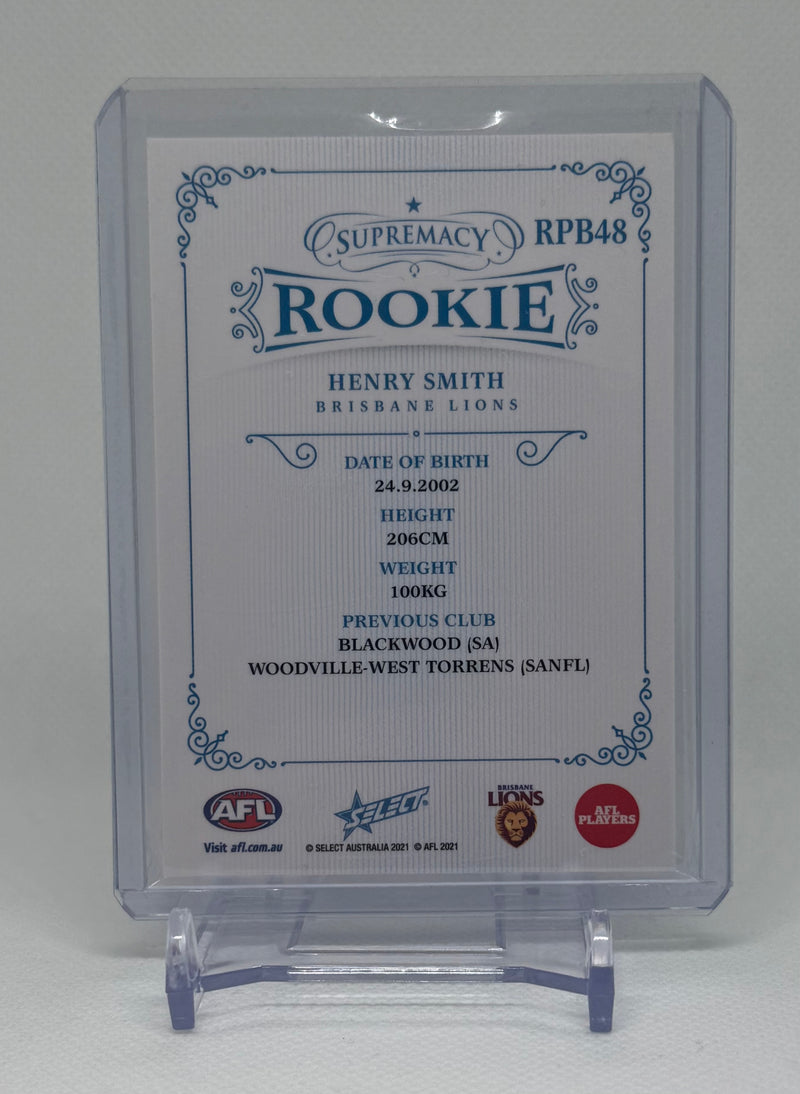 SUPREMACY
RPB48
ROOKIE
HENRY SMITH
BRISBANE LIONS
DATE OF BIRTH
24.9.2002
HEIGHT
206CM
WEIGHT
100KG
PREVIOUS CLUB
BLACKWOOD (SA)
WOODVILLE-WEST TORRENS (SANFL)
AFL
Visit afl.com.au
SELECT
© SELECT AUSTRALIA 2021 © AFL 2021
BRISBANE
LIONS
AFL
PLAYERS